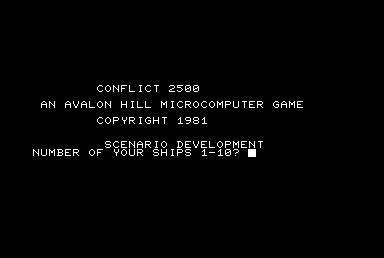 CONFLICT 2500
AN AVALON HILL MICROCOMPUTER GAME
COPYRIGHT 1981
SCENARIO DEVELOPMENT
NUMBER OF YOUR SHIPS 1-10?